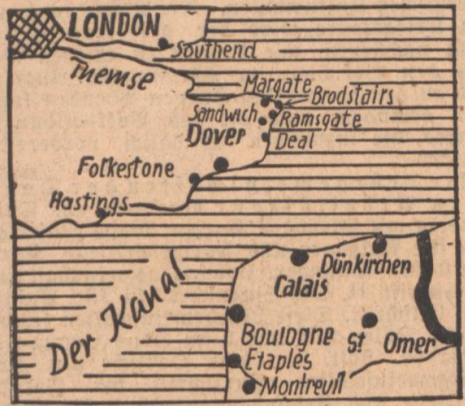 LONDON
Southend
Themse
Margate
Brodstairs
Sandwich
Ramsgate
Dover
Deal
Folkestone
Hastings
Der Kanal
Dünkirchen
Calais
Boulogne
St Omer
Etaples
Montreuil